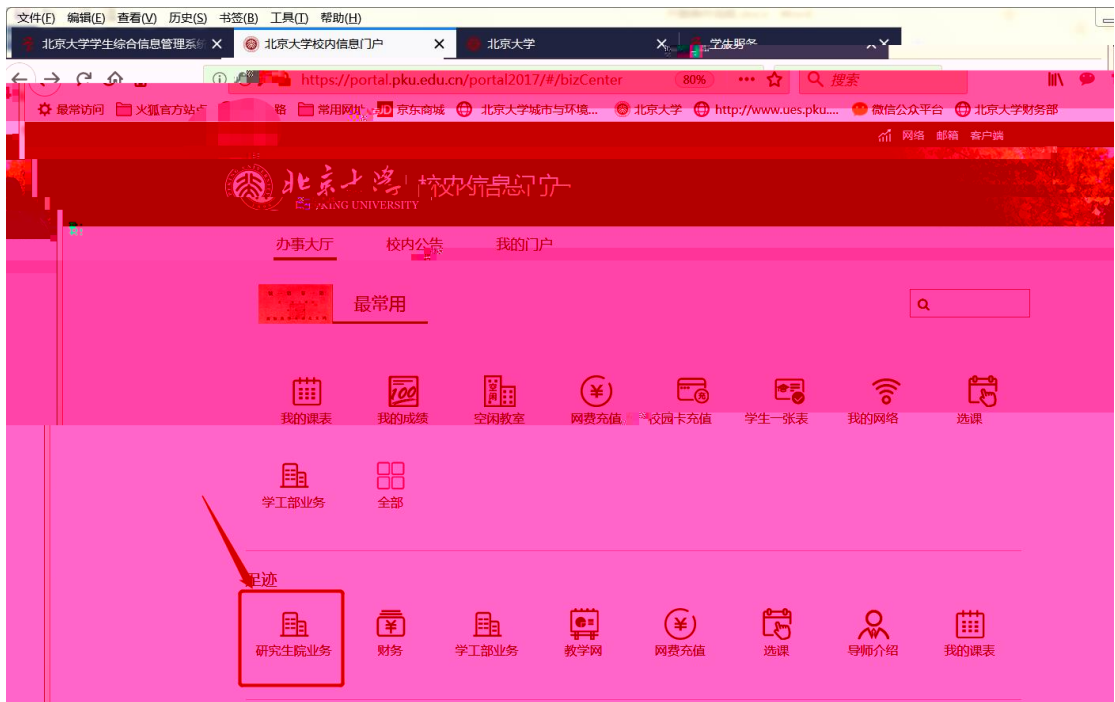 文件(F) 编辑(E) 查看(V) 历史(S) 书签(B) 工具(T) 帮助(H)
北京大学学生综合信息管理系统 北京大学校内信息门户 北京大学
https://portal.pku.edu.cn/portal2017/#/bizCenter 80% 搜索
最常访问 火狐官方站点 常用网址 JD 京东商城 北京大学城市与环境... 北京大学 http://www.ues.pku.... 微信公众平台 北京大学财务部
网络 邮箱 客户端
北京大学 校内信息门户
UNIVERSITY
办事大厅 校内公告 我的门户
最常用
我的课表 我的成绩 空闲教室 网费充值 校园卡充值 学生一张表 我的网络 选课
学工部业务 全部
足迹
研究生院业务 财务 学工部业务 教学网 网费充值 选课 导师介绍 我的课表